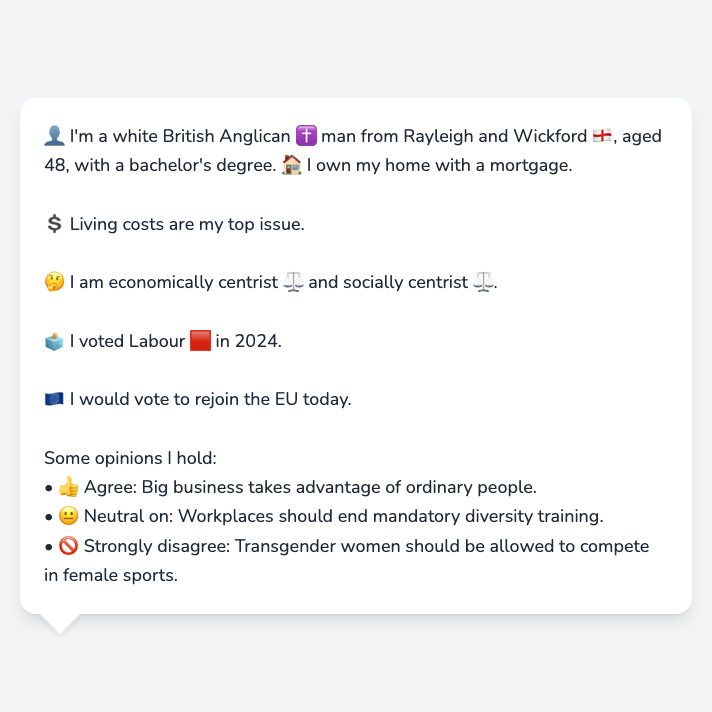 👤 I'm a white British Anglican ✝️ man from Rayleigh and Wickford 🏴󠁧󠁢󠁥󠁮󠁧󠁿, aged
48, with a bachelor's degree. 🏠 I own my home with a mortgage.
💲 Living costs are my top issue.
🤔 I am economically centrist ⚖️ and socially centrist ⚖️.
🗳️ I voted Labour 🟥 in 2024.
🇪🇺 I would vote to rejoin the EU today.
Some opinions I hold:
• 👍 Agree: Big business takes advantage of ordinary people.
• 😐 Neutral on: Workplaces should end mandatory diversity training.
• 🚫 Strongly disagree: Transgender women should be allowed to compete
in female sports.